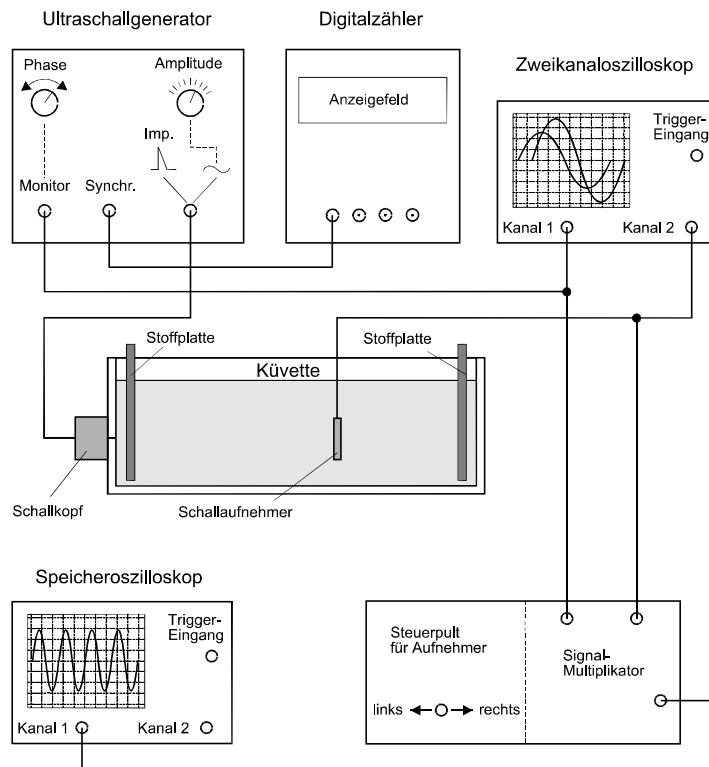 Ultraschallgenerator
Digitalzähler
Phase
Amplitude
Imp.
Monitor
Synchr.
Anzeigefeld
Zweikanaloszilloskop
Trigger-
Eingang
Kanal 1
Kanal 2
Stoffplatte
Stoffplatte
Küvette
Schallkopf
Schallaufnehmer
Speicheroszilloskop
Trigger-
Eingang
Kanal 1
Kanal 2
Steuerpult
für Aufnehmer
links
rechts
Signal-
Multiplikator